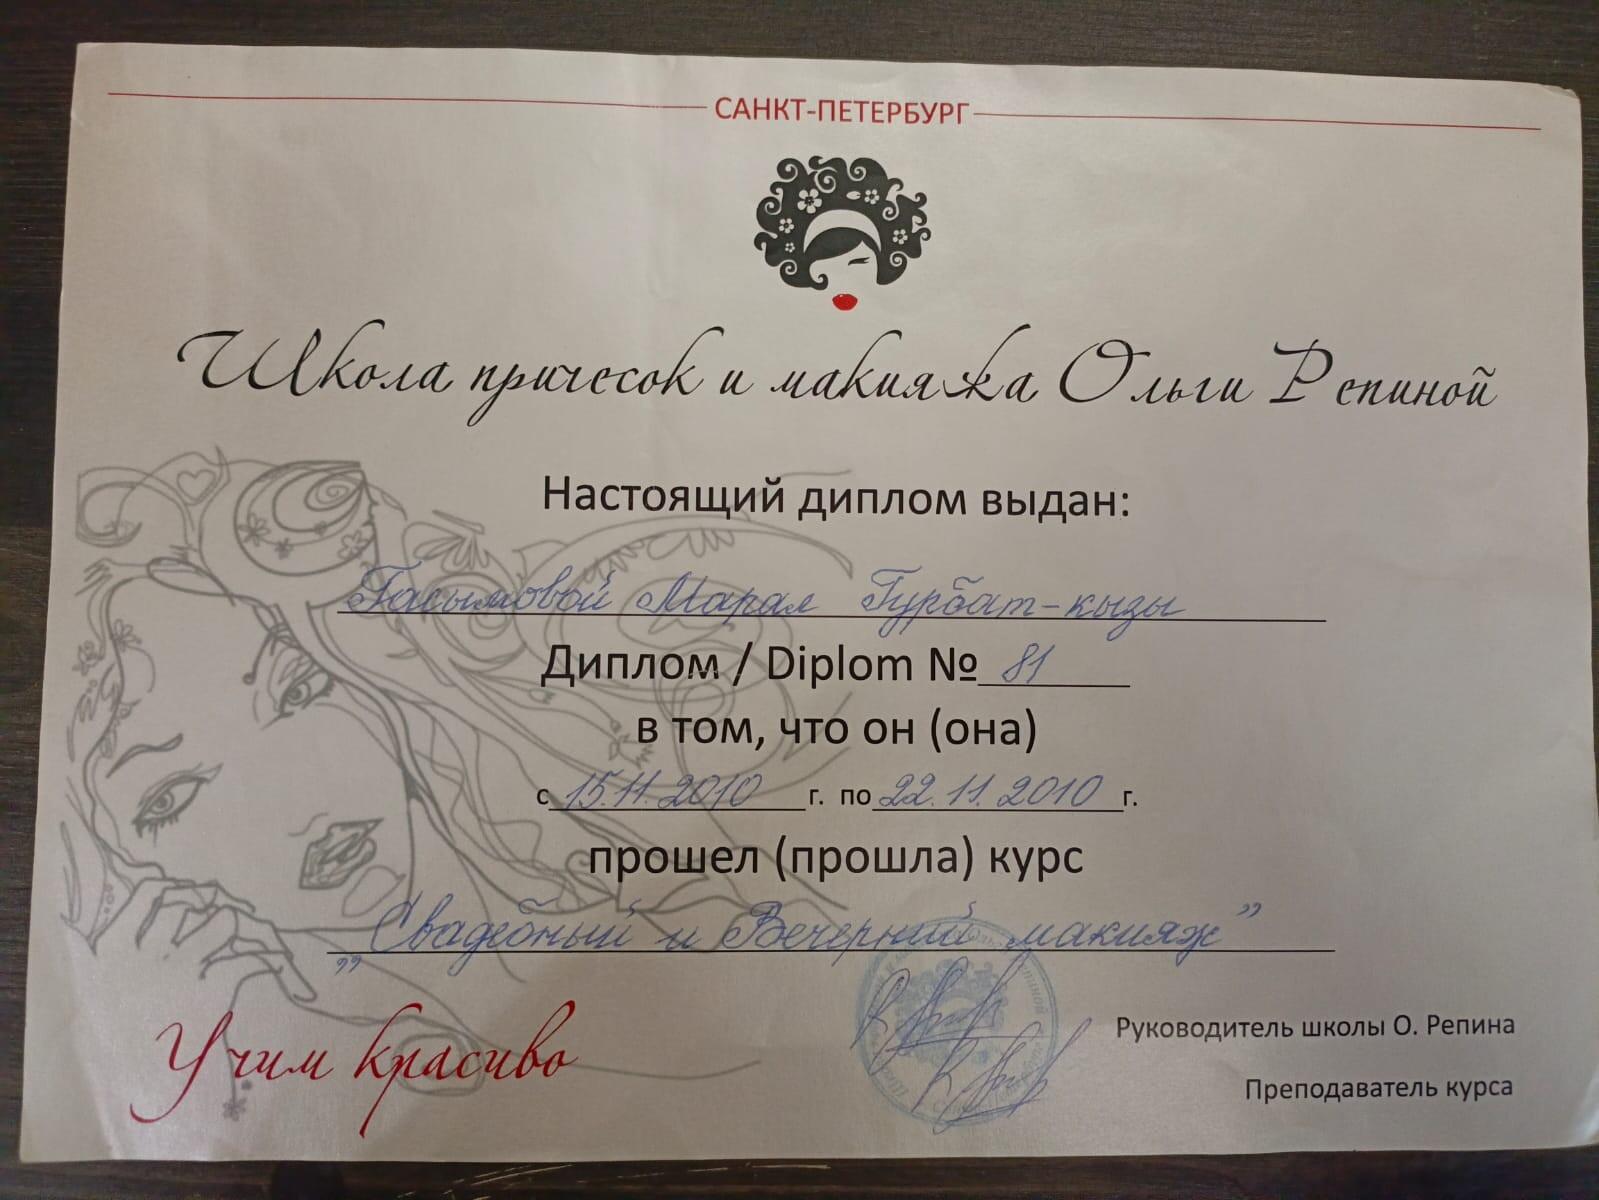 САНКТ-ПЕТЕРБУРГ
Школа причесок и макияжа Ольги Репиной
Настоящий диплом выдан:
Гасымовой Марал Гурбат-кызы
Диплом / Diplom № 81
в том, что он (она)
с 15.11.2010 г. по 22.11.2010 г.
прошел (прошла) курс
„Свадебный и Вечерний макияж”
Учим красиво
Руководитель школы О. Репина
Преподаватель курса